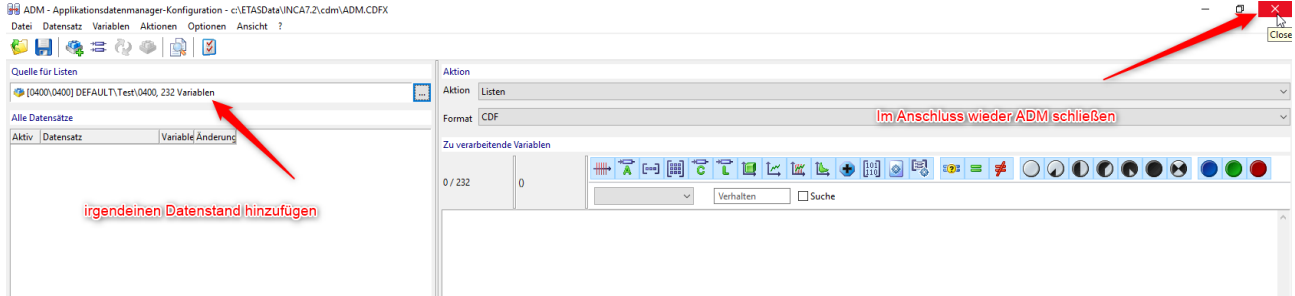 ADM - Applikationsdatenmanager-Konfiguration - c:\ETASData\INCA7.2\cdm\ADM.CDFX
Datei Datensatz Variablen Aktionen Optionen Ansicht ?
Close
Quelle für Listen
[0400\0400] DEFAULT\Test\0400, 232 Variablen ...
Alle Datensätze
Aktiv Datensatz Variable Änderung
irgendeinen Datenstand hinzufügen
Aktion
Aktion Listen
Format CDF
Im Anschluss wieder ADM schließen
Zu verarbeitende Variablen
0 / 232 0
Verhalten Suche